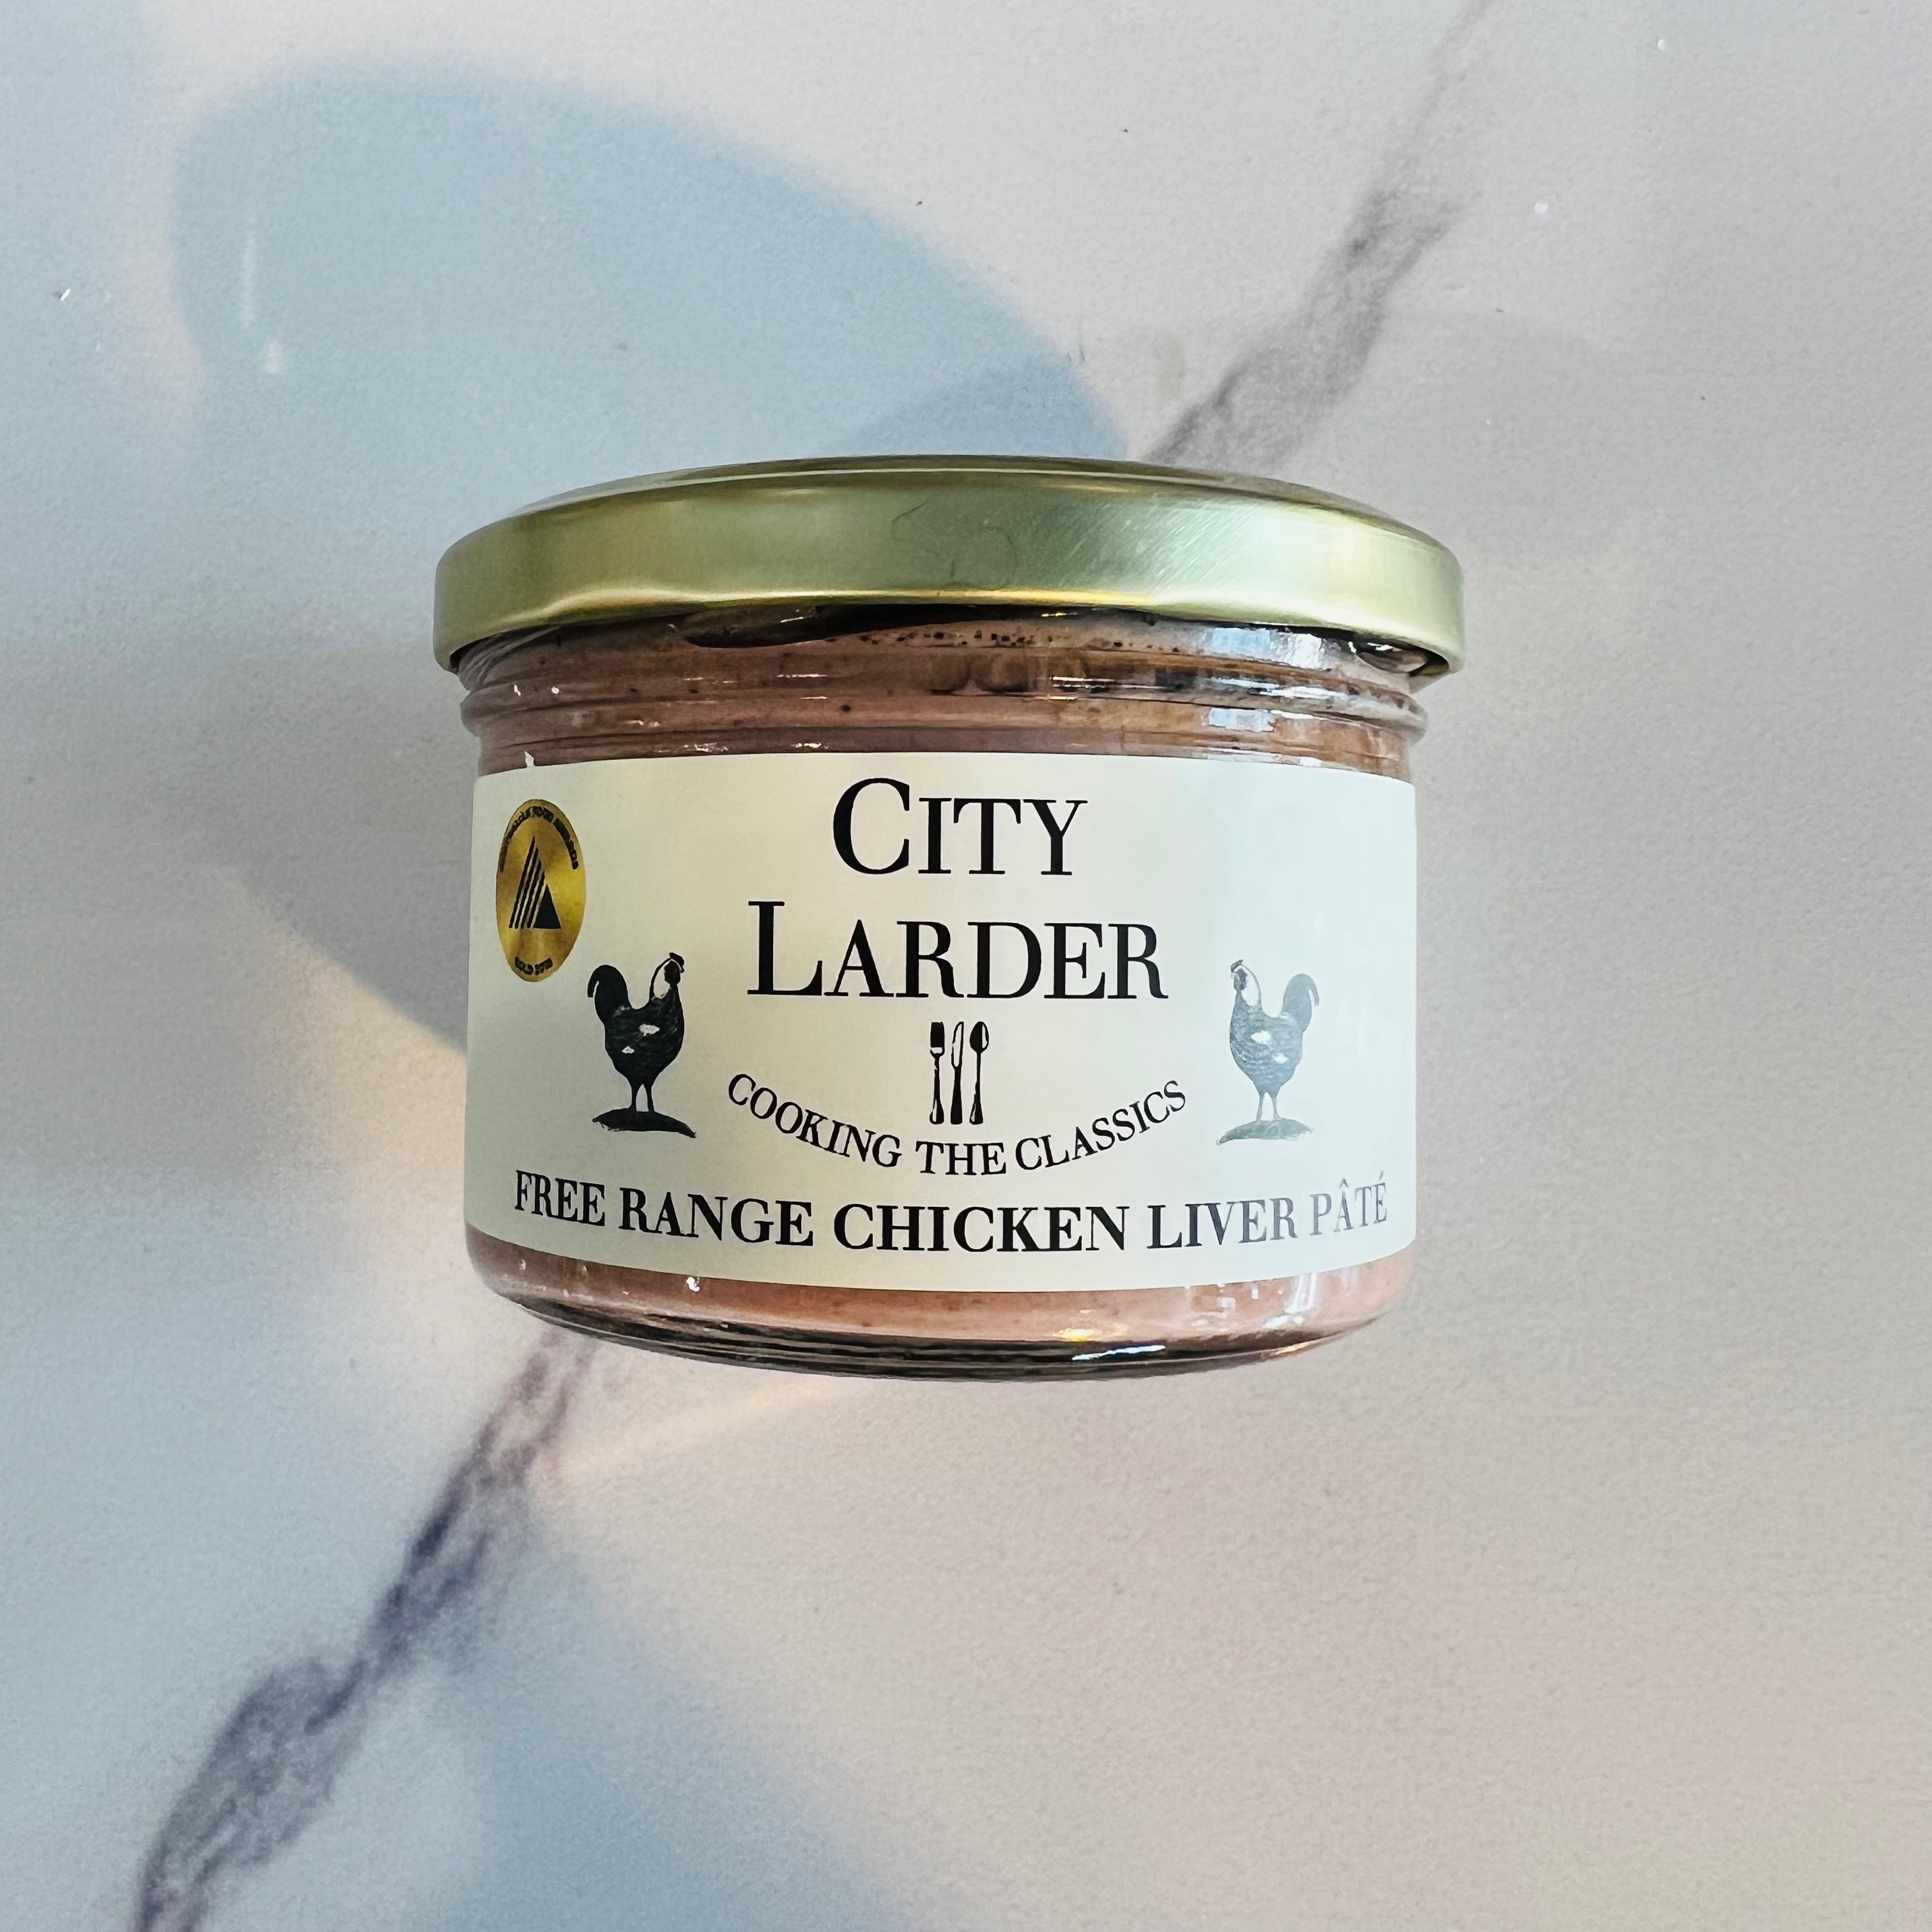 CITY
LARDER
COOKING THE CLASSICS
FREE RANGE CHICKEN LIVER PÂTÉ